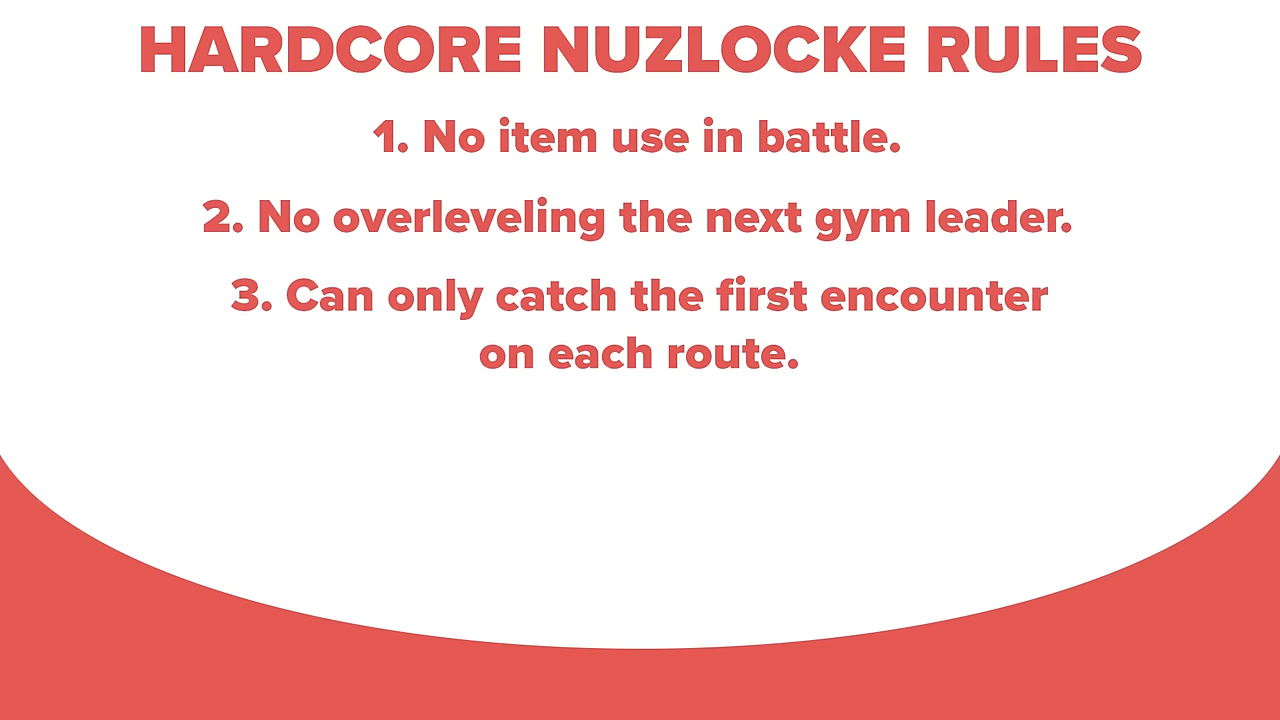 HARDCORE NUZLOCKE RULES
1. No item use in battle.
2. No overleveling the next gym leader.
3. Can only catch the first encounter
on each route.